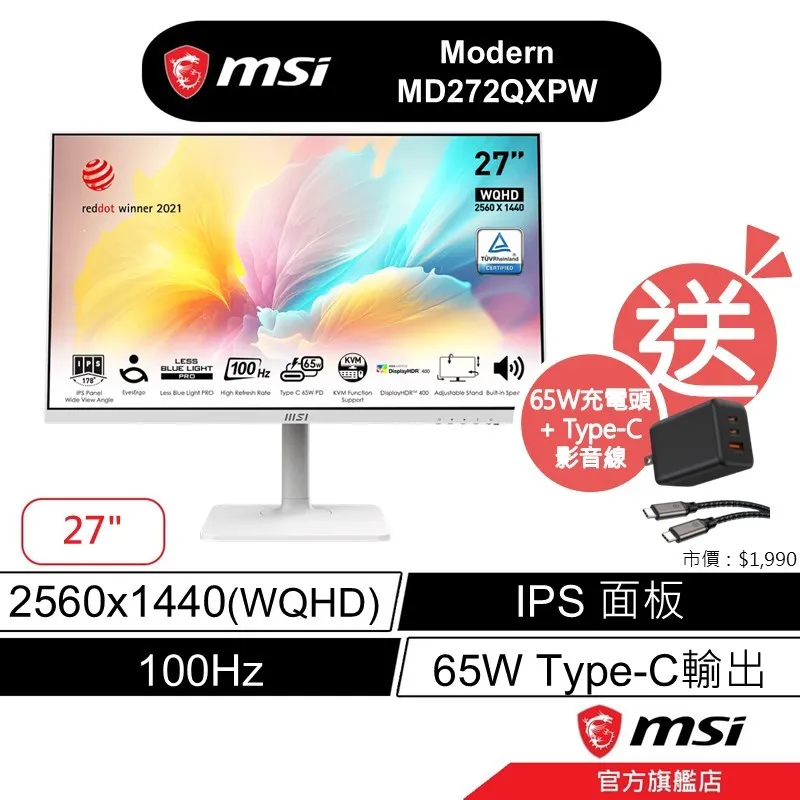 msi
Modern
MD272QXPW
reddot winner 2021
27”
WQHD
2560 X 1440
TÜVRheinland
CERTIFIED
IPS
178°
LESS
BLUE LIGHT
PRO
100Hz
65W
KVM
DisplayHDR 400
IPS Panel
Wide View Angle
EyesErgo
Less Blue Light PRO
High Refresh Rate
Type C 65W PD
KVM Function
Support
DisplayHDR™ 400
Adjustable Stand
Built-in
msi
送
65W充電頭
+ Type-C
影音線
市價：$1,990
27"
2560x1440(WQHD)
IPS 面板
100Hz
65W Type-C輸出
msi
官方旗艦店